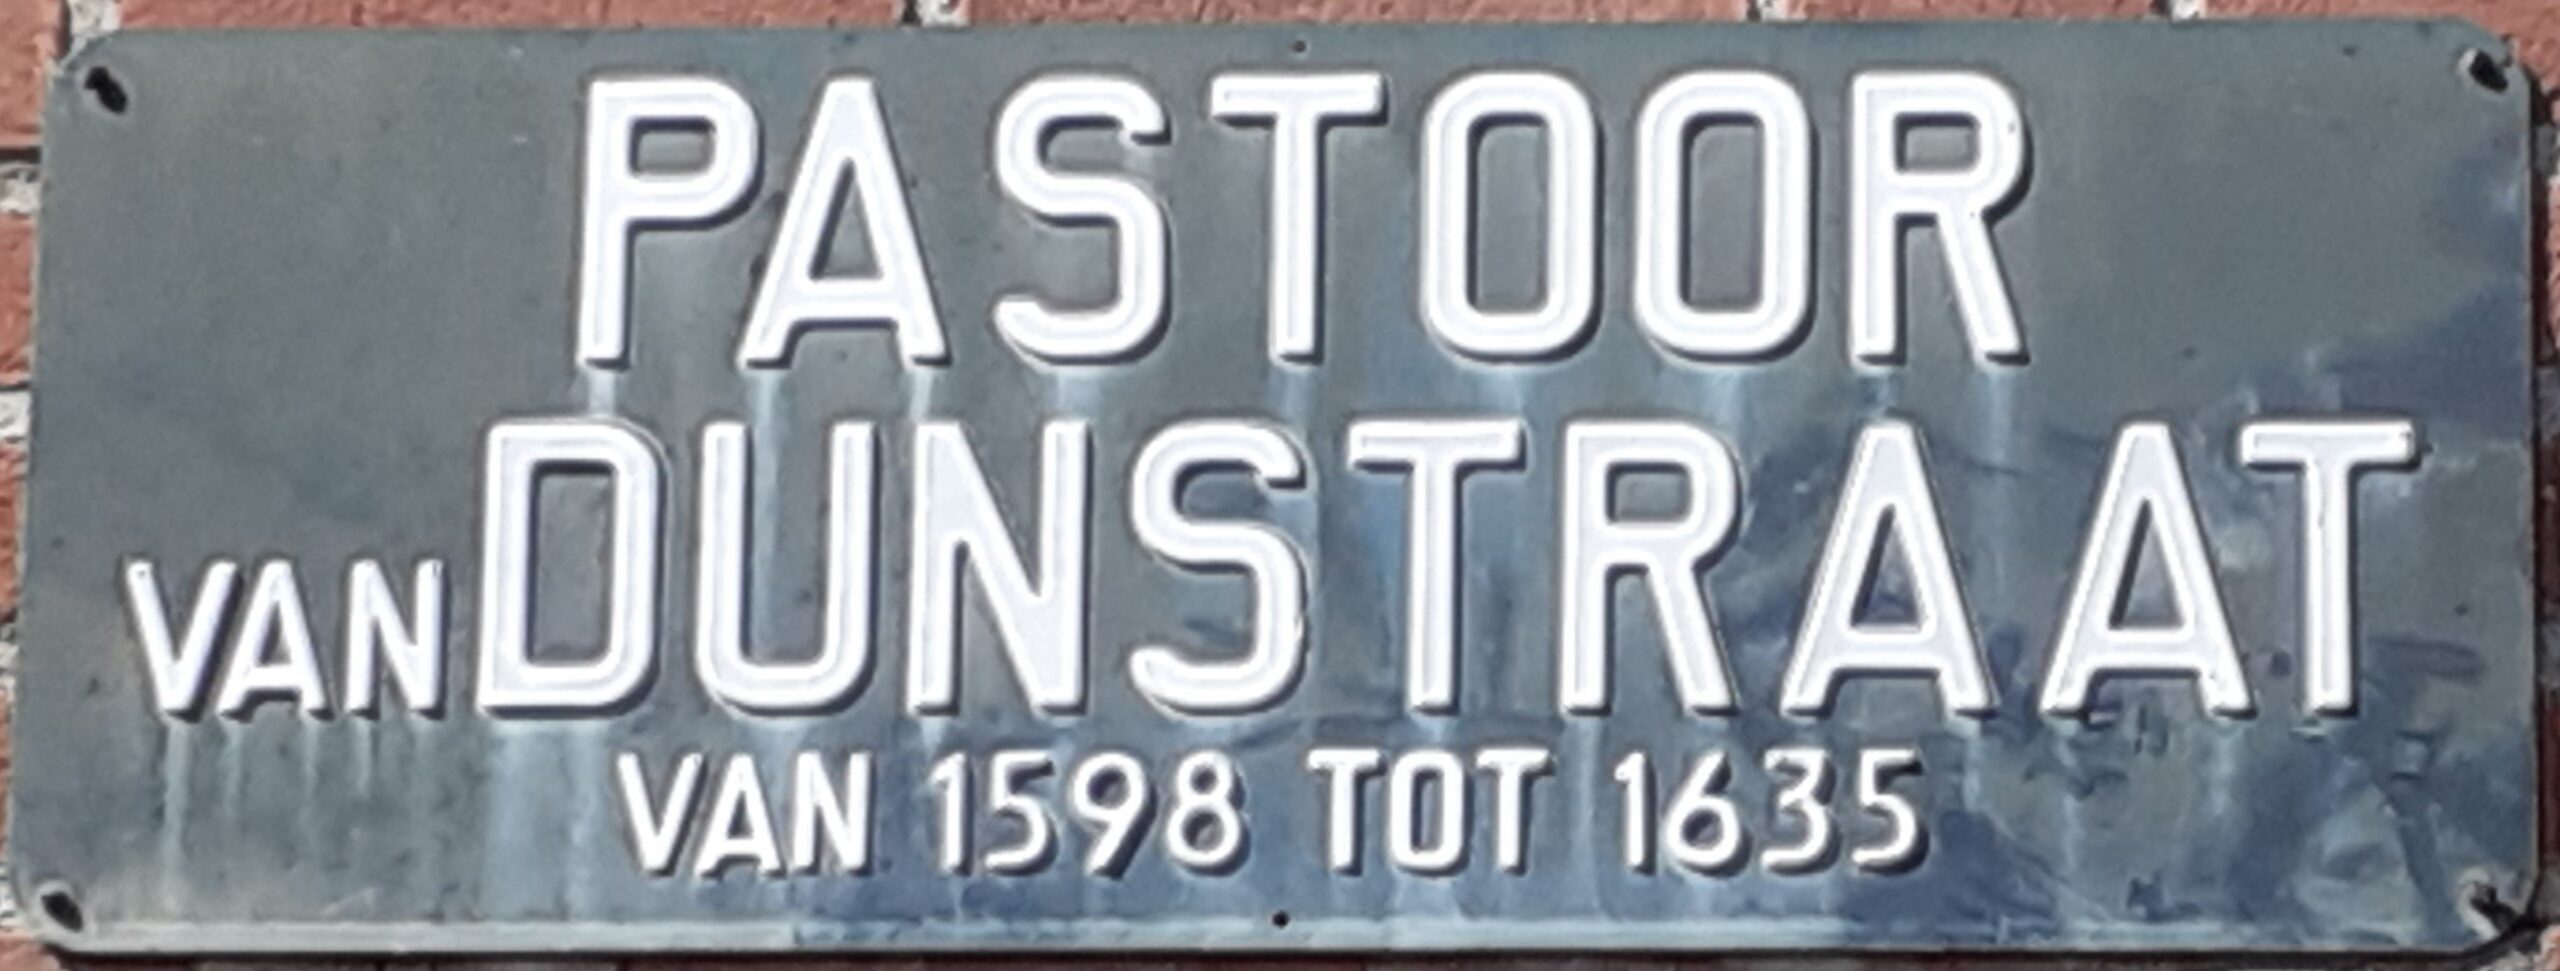 PASTOOR
VAN DUNSTRAAT
VAN 1598 TOT 1635